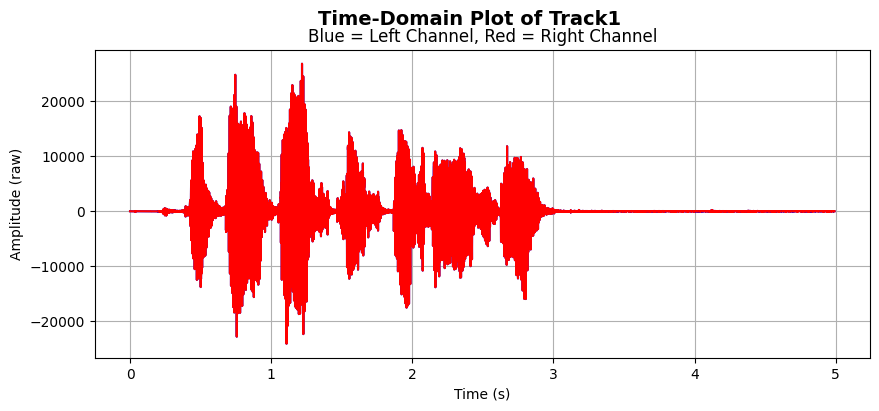 Time-Domain Plot of Track1
Blue = Left Channel, Red = Right Channel
Amplitude (raw)
20000
10000
0
−10000
−20000
0 1 2 3 4 5
Time (s)